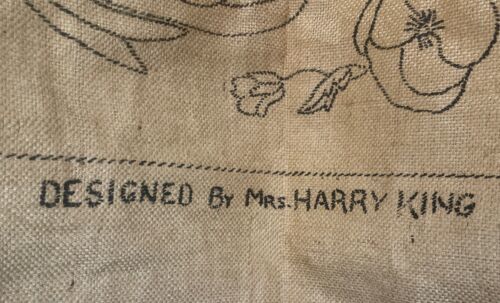 DESIGNED By MRS. HARRY KING